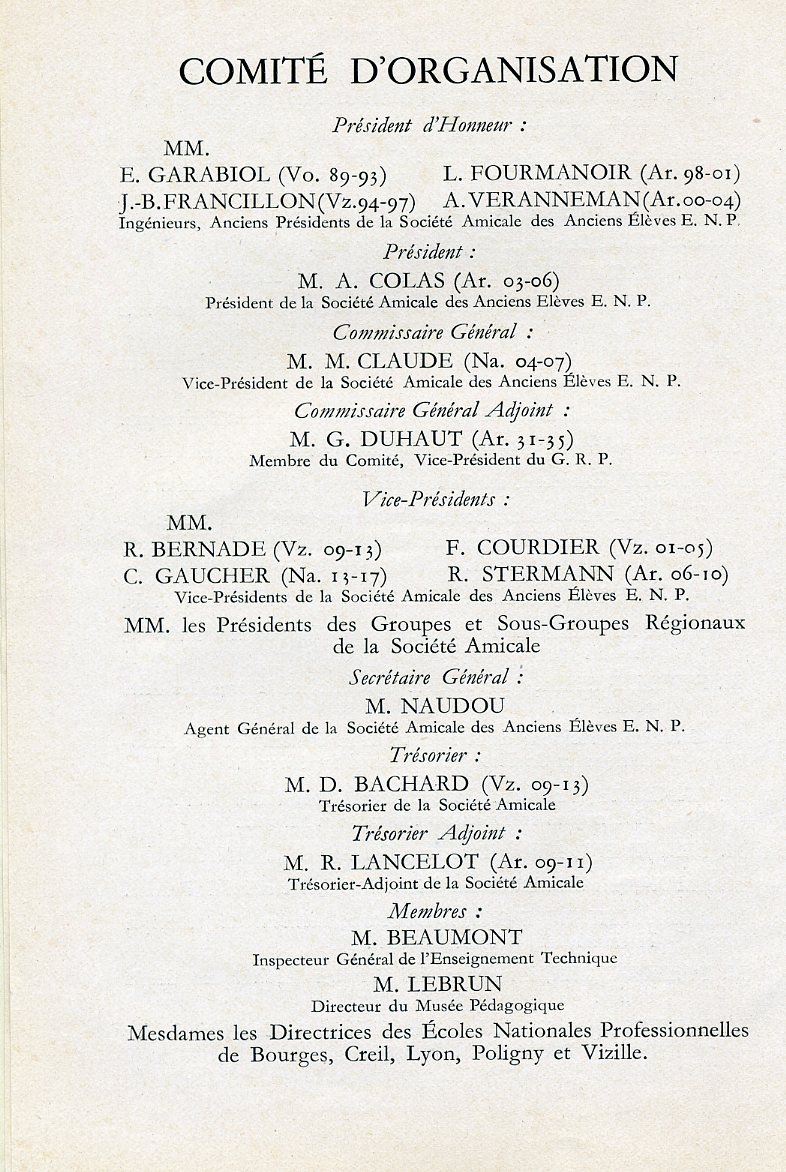 COMITÉ D'ORGANISATION
Président d'Honneur :
MM.
E. GARABIOL (Vo. 89-93) L. FOURMANOIR (Ar. 98-01)
J.-B. FRANCILLON (Vz. 94-97) A. VERANNEMAN (Ar. 00-04)
Ingénieurs, Anciens Présidents de la Société Amicale des Anciens Élèves E. N. P.
Président :
M. A. COLAS (Ar. 03-06)
Président de la Société Amicale des Anciens Elèves E. N. P.
Commissaire Général :
M. M. CLAUDE (Na. 04-07)
Vice-Président de la Société Amicale des Anciens Élèves E. N. P.
Commissaire Général Adjoint :
M. G. DUHAUT (Ar. 31-35)
Membre du Comité, Vice-Président du G. R. P.
Vice-Présidents :
MM.
R. BERNADE (Vz. 09-13) F. COURDIER (Vz. 01-05)
C. GAUCHER (Na. 13-17) R. STERMANN (Ar. 06-10)
Vice-Présidents de la Société Amicale des Anciens Élèves E. N. P.
MM. les Présidents des Groupes et Sous-Groupes Régionaux
de la Société Amicale
Secrétaire Général :
M. NAUDOU
Agent Général de la Société Amicale des Anciens Élèves E. N. P.
Trésorier :
M. D. BACHARD (Vz. 09-13)
Trésorier de la Société Amicale
Trésorier Adjoint :
M. R. LANCELOT (Ar. 09-11)
Trésorier-Adjoint de la Société Amicale
Membres :
M. BEAUMONT
Inspecteur Général de l'Enseignement Technique
M. LEBRUN
Directeur du Musée Pédagogique
Mesdames les Directrices des Écoles Nationales Professionnelles
de Bourges, Creil, Lyon, Poligny et Vizille.